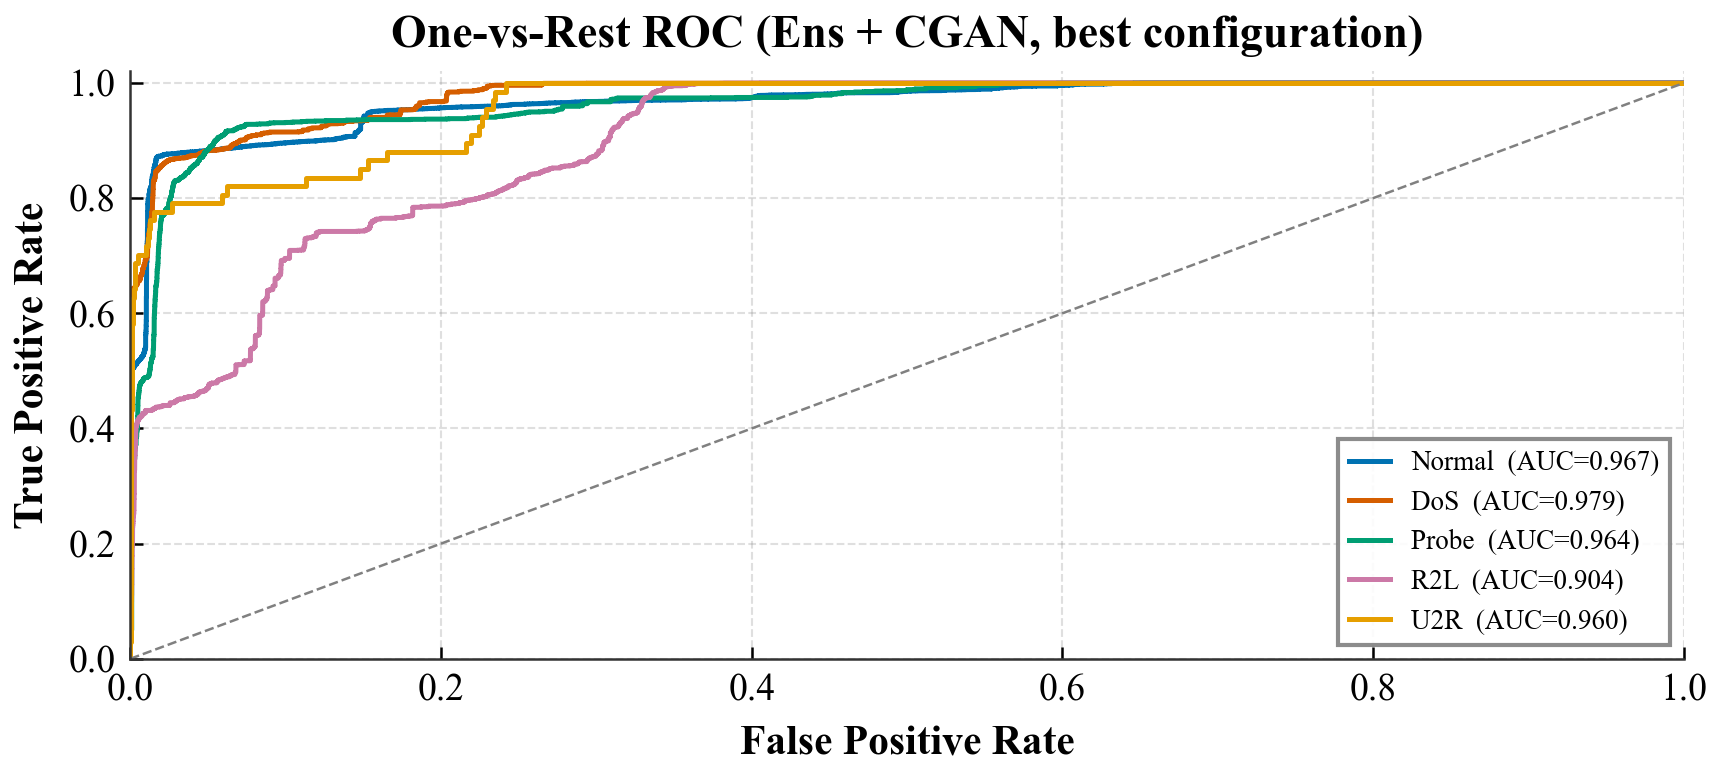 One-vs-Rest ROC (Ens + CGAN, best configuration)
True Positive Rate
1.0
0.8
0.6
0.4
0.2
0.0
Normal (AUC=0.967)
DoS (AUC=0.979)
Probe (AUC=0.964)
R2L (AUC=0.904)
U2R (AUC=0.960)
0.0 0.2 0.4 0.6 0.8 1.0
False Positive Rate